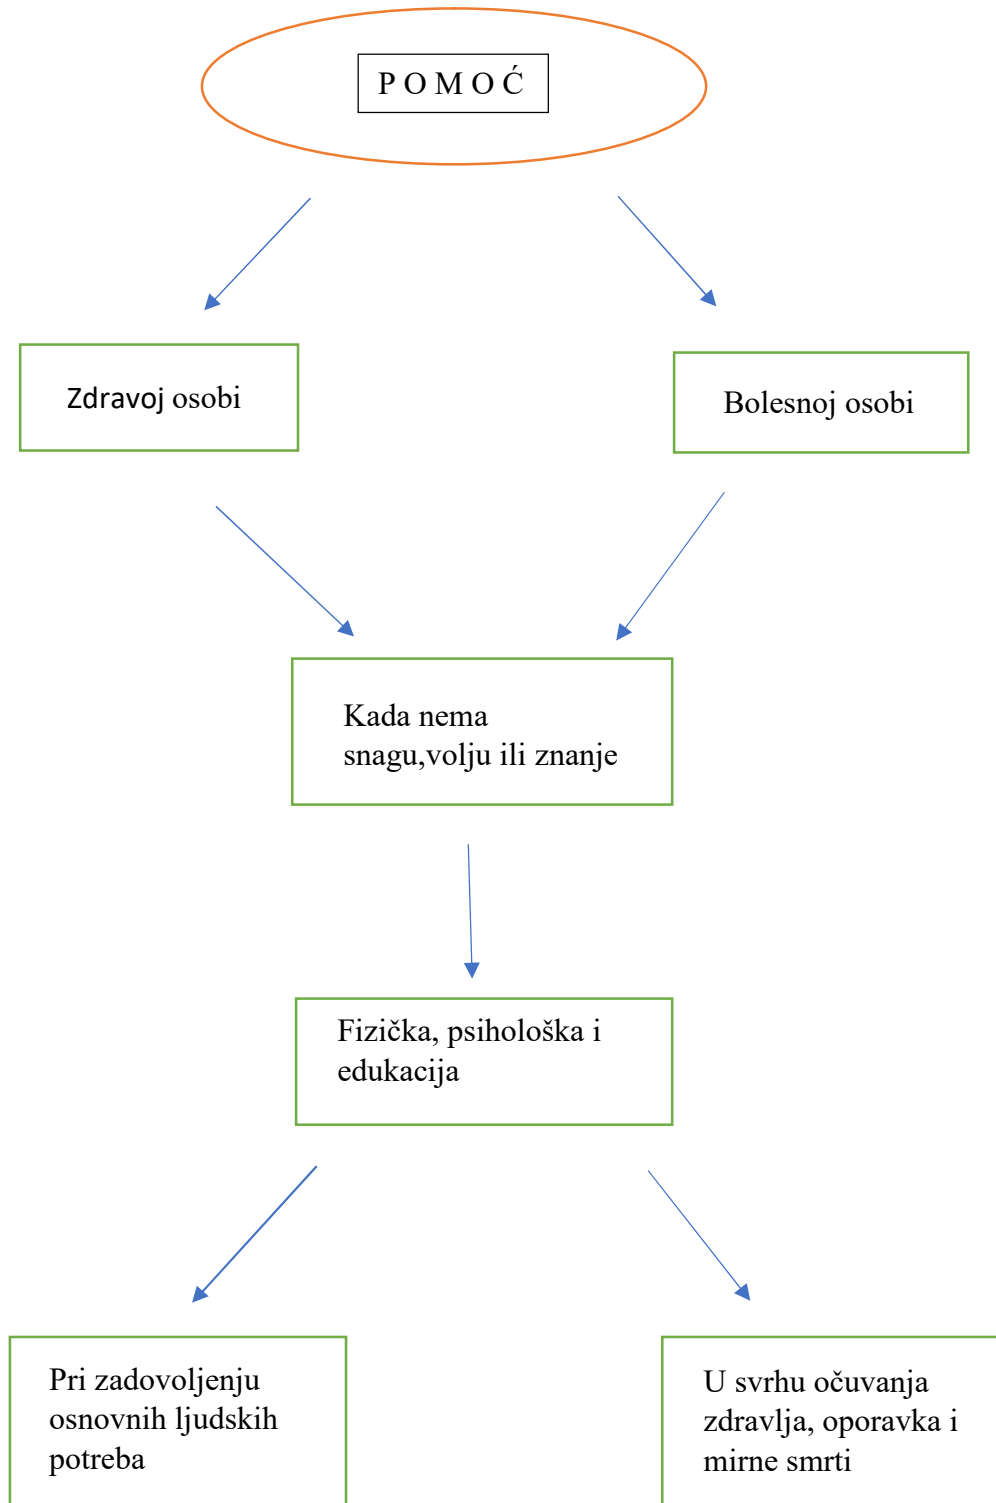 P O M O Ć
Zdravoj osobi
Bolesnoj osobi
Kada nema
snagu,volju ili znanje
Fizička, psihološka i
edukacija
Pri zadovoljenju
osnovnih ljudskih
potreba
U svrhu očuvanja
zdravlja, oporavka i
mirne smrti